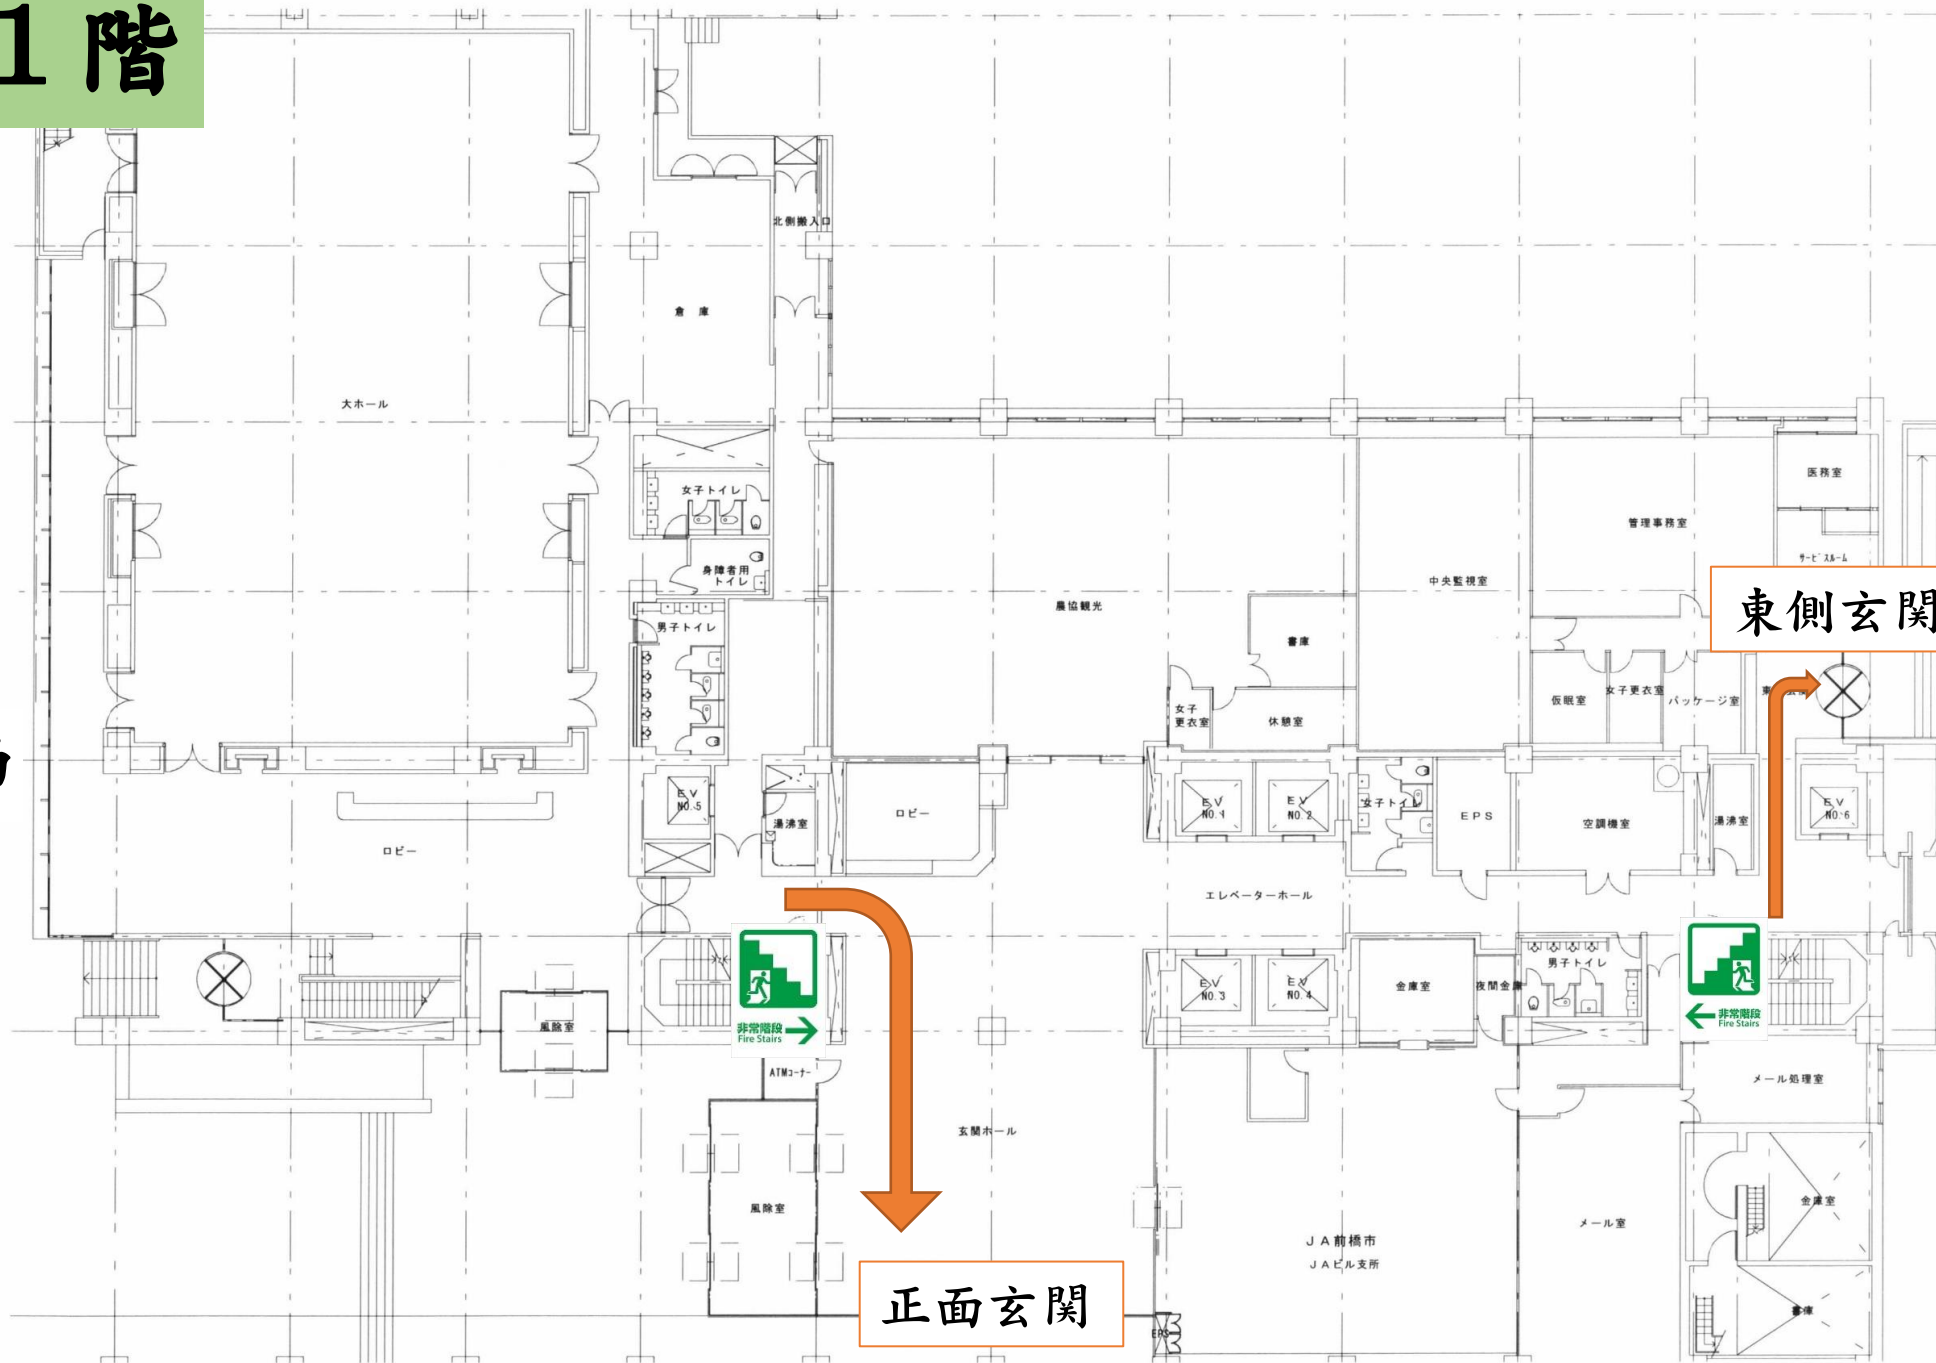 1階
北側搬入口
倉庫
大ホール
医務室
女子トイレ
管理事務室
サービスルーム
身障者用
トイレ
中央監視室
農協観光
東側玄関
男子トイレ
書庫
仮眠室
女子更衣室
パッケージ室
女子
更衣室
休憩室
EV
NO.5
湯沸室
ロビー
EV
NO.1
EV
NO.2
女子トイレ
EPS
空調機室
湯沸室
EV
NO.6
ロビー
エレベーターホール
男子トイレ
EV
NO.3
EV
NO.4
金庫室
夜間金庫
風除室
非常階段
Fire Stairs
非常階段
Fire Stairs
ATMコーナー
メール処理室
玄関ホール
風除室
金庫室
メール室
JA前橋市
JAビル支所
正面玄関
書庫
EPS